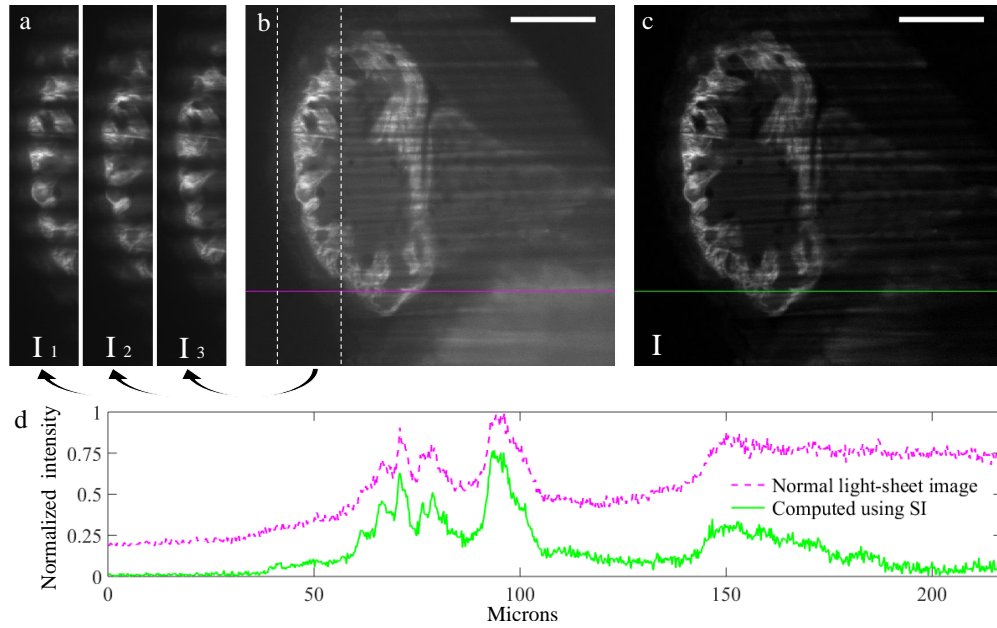 a
b
c
I 1
I 2
I 3
I
d
Normalized intensity
1
0.75
0.5
0.25
0
Normal light-sheet image
Computed using SI
0
50
100
150
200
Microns